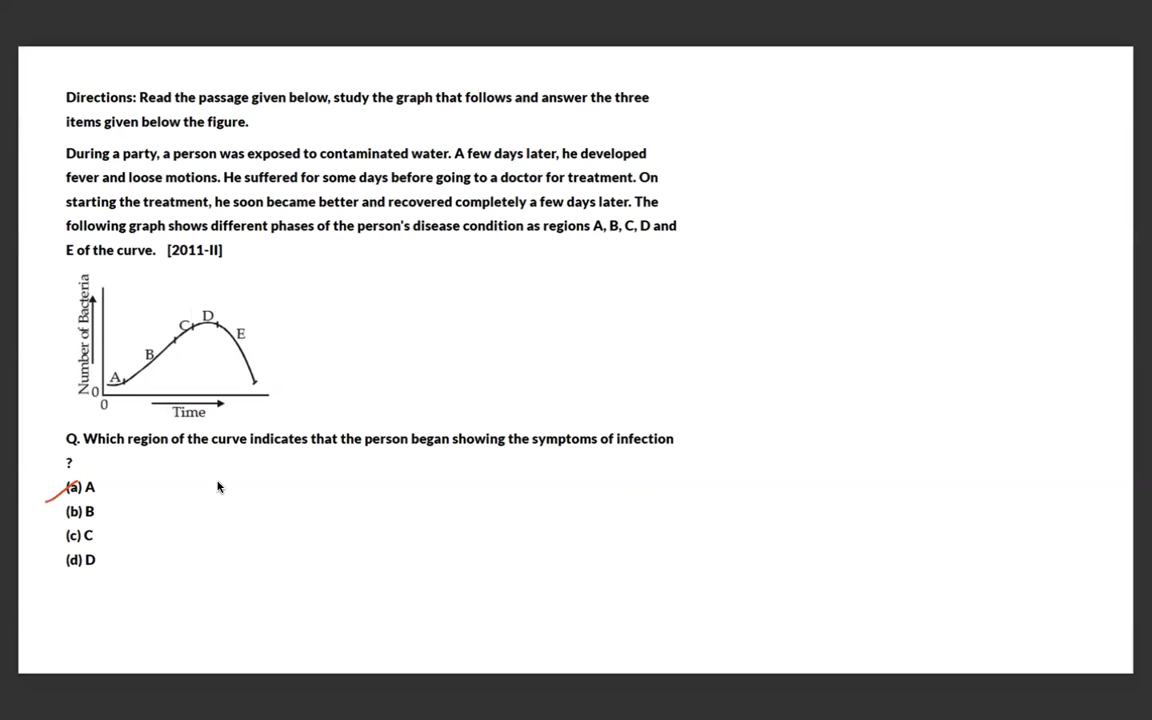 Directions: Read the passage given below, study the graph that follows and answer the three
items given below the figure.
During a party, a person was exposed to contaminated water. A few days later, he developed
fever and loose motions. He suffered for some days before going to a doctor for treatment. On
starting the treatment, he soon became better and recovered completely a few days later. The
following graph shows different phases of the person's disease condition as regions A, B, C, D and
E of the curve. [2011-II]
Number of Bacteria
D
C
E
B
A
0
0
Time
Q. Which region of the curve indicates that the person began showing the symptoms of infection
?
(a) A
(b) B
(c) C
(d) D